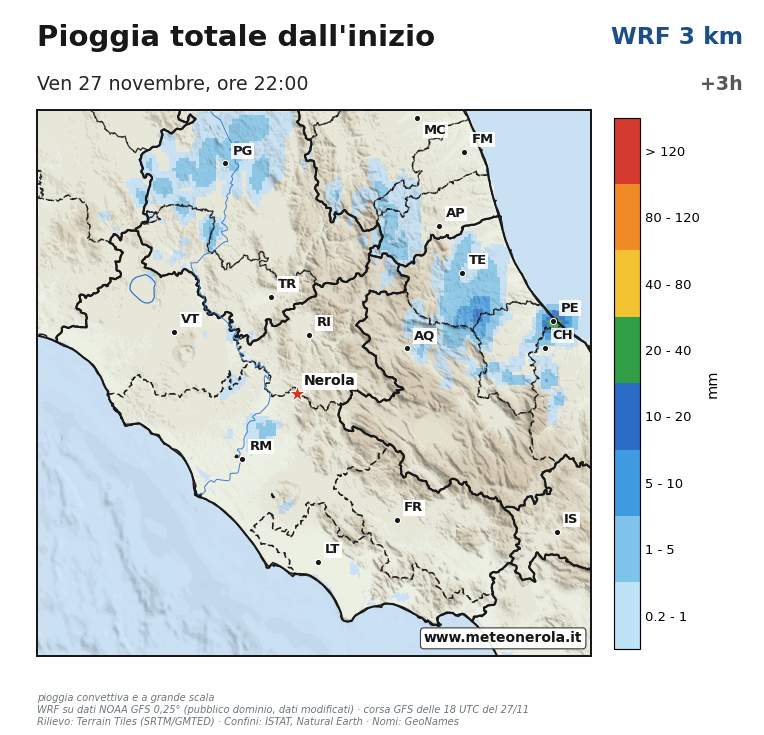 Pioggia totale dall'inizio
WRF 3 km
Ven 27 novembre, ore 22:00
+3h
MC
FM
PG
AP
TE
TR
PE
VT
RI
CH
AQ
Nerola
RM
FR
IS
LT
www.meteonerola.it
> 120
80 - 120
40 - 80
20 - 40
10 - 20
5 - 10
1 - 5
0.2 - 1
mm
pioggia convettiva e a grande scala
WRF su dati NOAA GFS 0,25° (pubblico dominio, dati modificati) · corsa GFS delle 18 UTC del 27/11
Rilievo: Terrain Tiles (SRTM/GMTED) · Confini: ISTAT, Natural Earth · Nomi: GeoNames